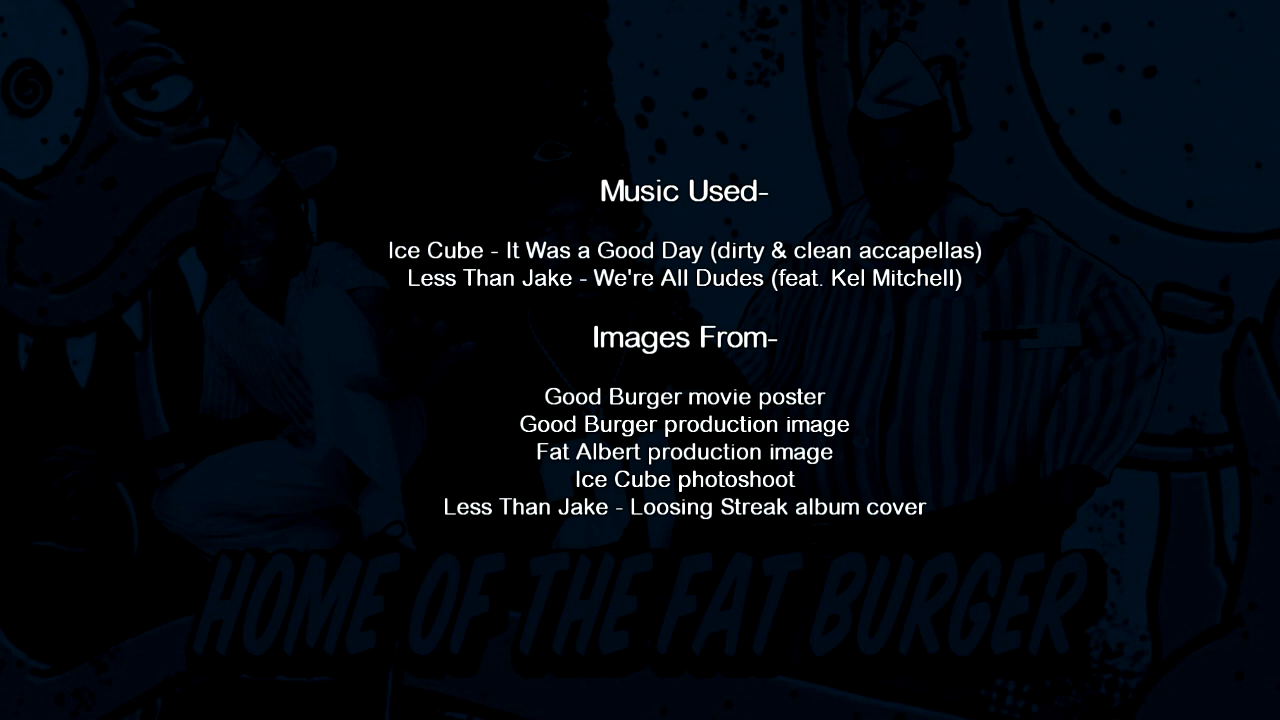 Music Used-
Ice Cube - It Was a Good Day (dirty & clean accapellas)
Less Than Jake - We're All Dudes (feat. Kel Mitchell)
Images From-
Good Burger movie poster
Good Burger production image
Fat Albert production image
Ice Cube photoshoot
Less Than Jake - Loosing Streak album cover
HOME OF THE FAT BURGER